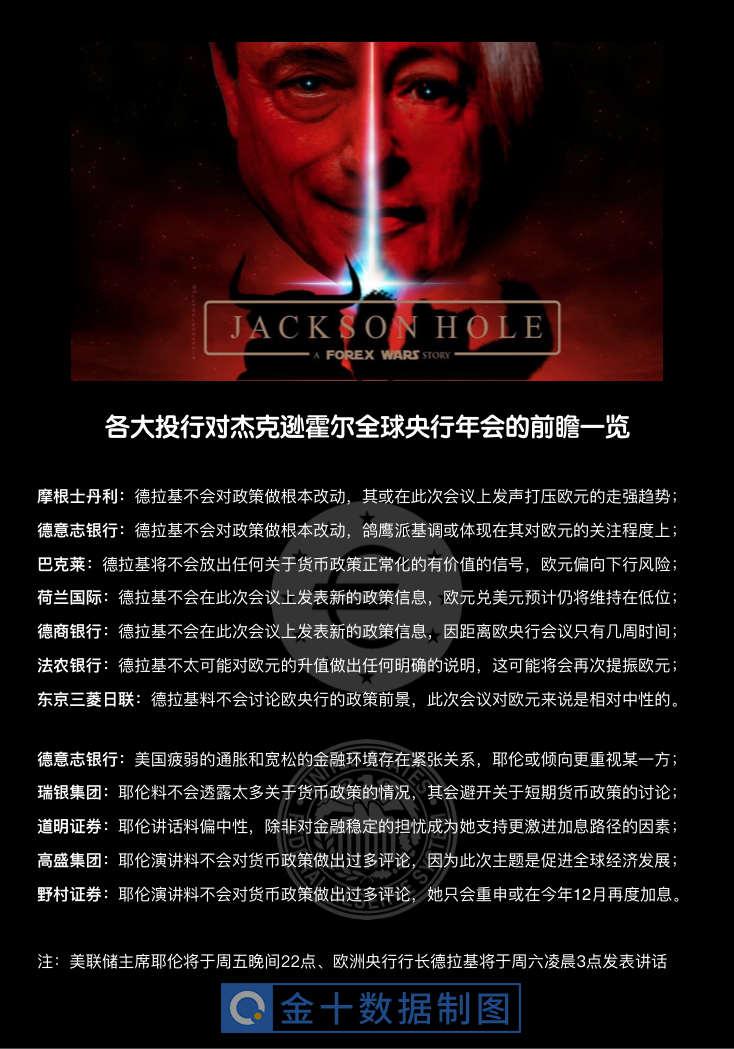 JACKSON HOLE
A FOREX WARS STORY
各大投行对杰克逊霍尔全球央行年会的前瞻一览
摩根士丹利：德拉基不会对政策做根本改动，其或在此次会议上发声打压欧元的走强趋势；
德意志银行：德拉基不会对政策做根本改动，鸽鹰派基调或体现在其对欧元的关注程度上；
巴克莱：德拉基将不会放出任何关于货币政策正常化的有价值的信号，欧元偏向下行风险；
荷兰国际：德拉基不会在此次会议上发表新的政策信息，欧元兑美元预计仍将维持在低位；
德商银行：德拉基不会在此次会议上发表新的政策信息，因距离欧央行会议只有几周时间；
法农银行：德拉基不太可能对欧元的升值做出任何明确的说明，这可能将会再次提振欧元；
东京三菱日联：德拉基料不会讨论欧央行的政策前景，此次会议对欧元来说是相对中性的。
德意志银行：美国疲弱的通胀和宽松的金融环境存在紧张关系，耶伦或倾向更重视某一方；
瑞银集团：耶伦料不会透露太多关于货币政策的情况，其会避开关于短期货币政策的讨论；
道明证券：耶伦讲话料偏中性，除非对金融稳定的担忧成为她支持更激进加息路径的因素；
高盛集团：耶伦演讲料不会对货币政策做出过多评论，因为此次主题是促进全球经济发展；
野村证券：耶伦演讲料不会对货币政策做出过多评论，她只会重申或在今年12月再度加息。
注：美联储主席耶伦将于周五晚间22点、欧洲央行行长德拉基将于周六凌晨3点发表讲话
金十数据制图